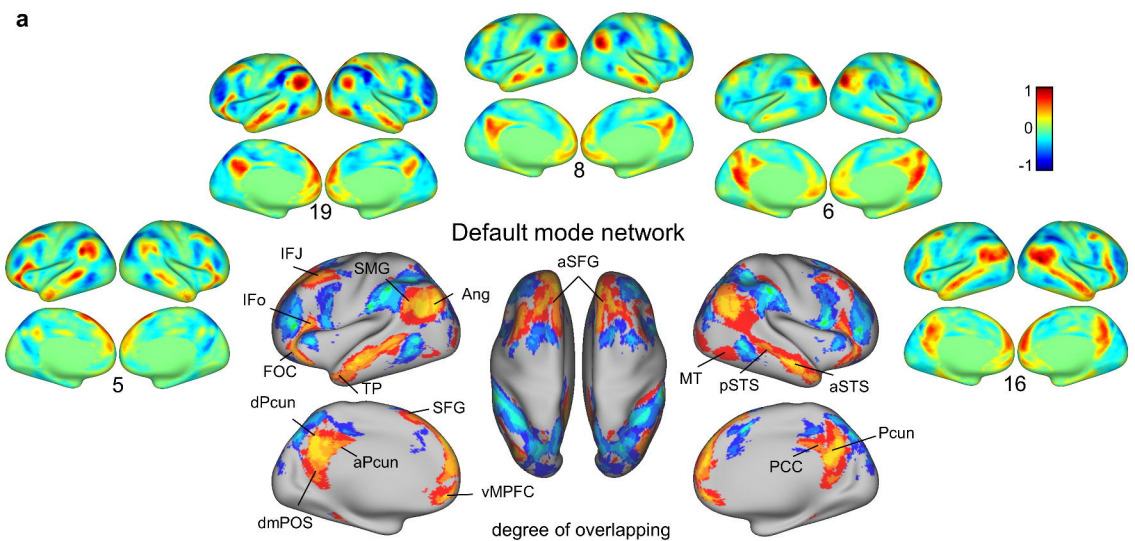 a
8
19
6
1
0
-1
5
16
Default mode network
IFJ
SMG
aSFG
Ang
IFo
FOC
TP
MT
pSTS
aSTS
dPcun
SFG
aPcun
PCC
Pcun
vMPFC
dmPOS
degree of overlapping